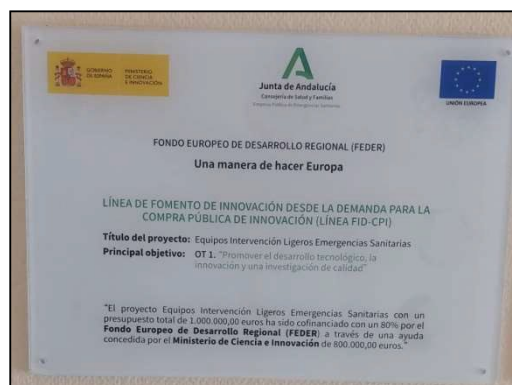 GOBIERNO
DE ESPAÑA
MINISTERIO
DE CIENCIA
E INNOVACIÓN
Junta de Andalucía
Consejería de Salud y Familias
Empresa Pública de Emergencias Sanitarias
UNIÓN EUROPEA
FONDO EUROPEO DE DESARROLLO REGIONAL (FEDER)
Una manera de hacer Europa
LÍNEA DE FOMENTO DE INNOVACIÓN DESDE LA DEMANDA PARA LA
COMPRA PÚBLICA DE INNOVACIÓN (LÍNEA FID-CPI)
Título del proyecto: Equipos Intervención Ligeros Emergencias Sanitarias
Principal objetivo: OT 1. "Promover el desarrollo tecnológico, la
innovación y una investigación de calidad"
"El proyecto Equipos Intervención Ligeros Emergencias Sanitarias con un
presupuesto total de 1.000.000,00 euros ha sido cofinanciado con un 80% por el
Fondo Europeo de Desarrollo Regional (FEDER) a través de una ayuda
concedida por el Ministerio de Ciencia e Innovación de 800.000,00 euros."